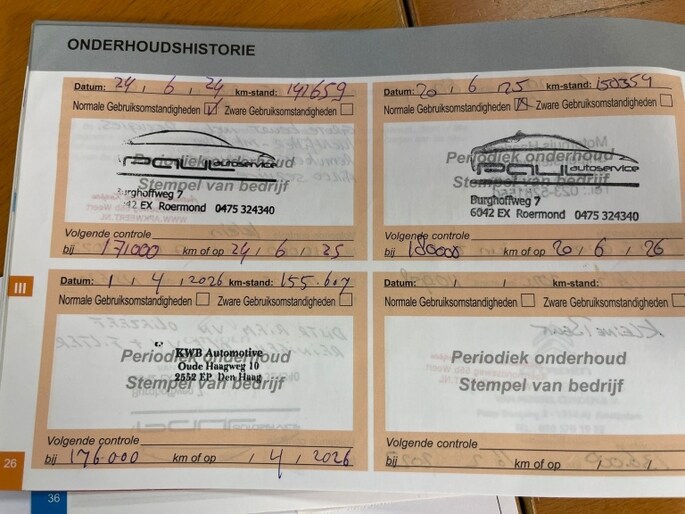 ONDERHOUDSHISTORIE
Datum: 24 , 6 , 24 km-stand: 141659
Normale Gebruiksomstandigheden Zware Gebruiksomstandigheden
Periodiek onderhoud
PAUL autoservice
Stempel van bedrijf
Burghoffweg 7
42 EX Roermond 0475 324340
Volgende controle
bij 171000 km of op 24 , 6 , 25
Datum: 20 , 6 , 25 km-stand: 150359
Normale Gebruiksomstandigheden Zware Gebruiksomstandigheden
Periodiek onderhoud
PAUL autoservice
Stempel van bedrijf
Burghoffweg 7
6042 EX Roermond 0475 324340
Volgende controle
bij 180000 km of op 20 , 6 , 26
III
Datum: 1 , 4 , 2026 km-stand: 155.607
Normale Gebruiksomstandigheden Zware Gebruiksomstandigheden
Periodiek onderhoud
KWB Automotive
Oude Haagweg 10
2552 EP Den Haag
Stempel van bedrijf
Volgende controle
bij 176.000 km of op , 4 , 2026
Datum: , , km-stand:
Normale Gebruiksomstandigheden Zware Gebruiksomstandigheden
Periodiek onderhoud
Stempel van bedrijf
Volgende controle
bij km of op , ,
26
36